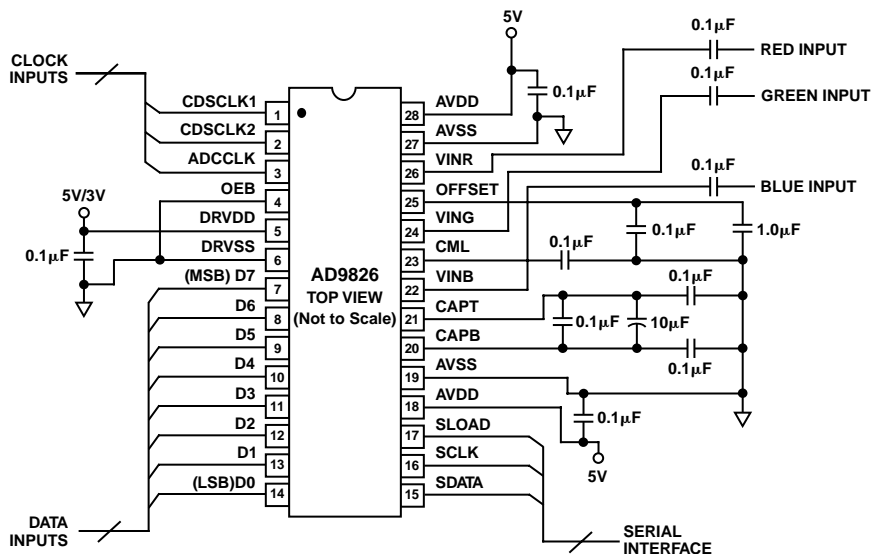 CLOCK
INPUTS
CDSCLK1
1
CDSCLK2
2
ADCCLK
3
OEB
4
5V/3V
DRVDD
5
0.1µF
DRVSS
6
(MSB) D7
7
D6
8
D5
9
D4
10
D3
11
D2
12
D1
13
(LSB)D0
14
DATA
INPUTS
AD9826
TOP VIEW
(Not to Scale)
5V
0.1µF
28
AVDD
27
AVSS
26
VINR
25
OFFSET
24
VING
23
CML
22
VINB
21
CAPT
20
CAPB
19
AVSS
18
AVDD
17
SLOAD
16
SCLK
15
SDATA
0.1µF
RED INPUT
0.1µF
GREEN INPUT
0.1µF
BLUE INPUT
0.1µF
0.1µF
1.0µF
0.1µF
0.1µF
10µF
0.1µF
0.1µF
5V
SERIAL
INTERFACE